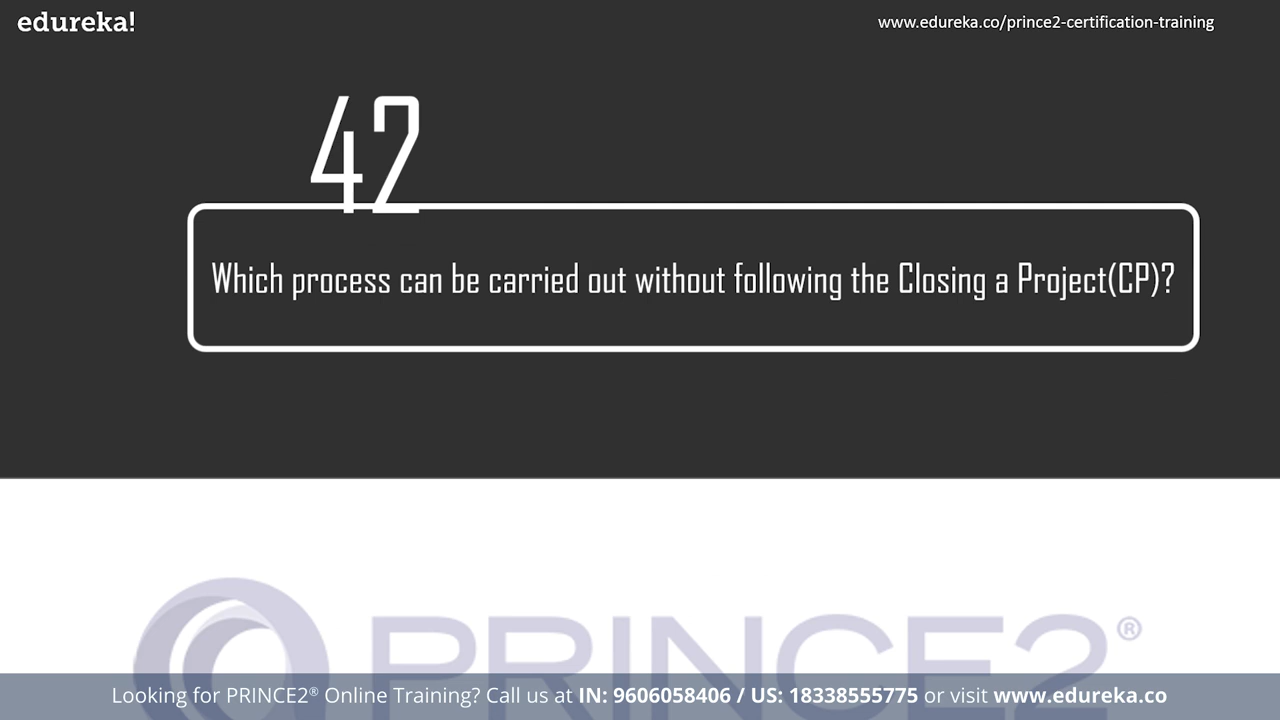 edureka!
www.edureka.co/prince2-certification-training
42
Which process can be carried out without following the Closing a Project(CP)?
PRINCE2®
Looking for PRINCE2® Online Training? Call us at IN: 9606058406 / US: 18338555775 or visit www.edureka.co